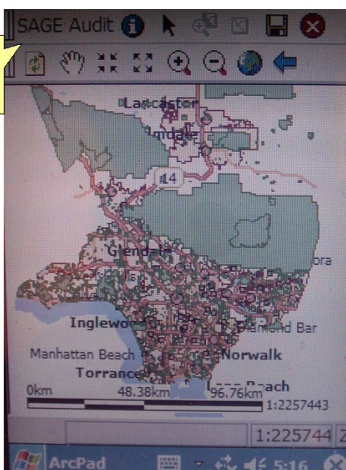 SAGE Audit
Lancaster
14
Inglewo
Diamond Bar
Manhattan Beach
Norwalk
Torrance
Beach
0km 48.38km 96.76km
1:2257443
1:225744
ArcPad
5:16